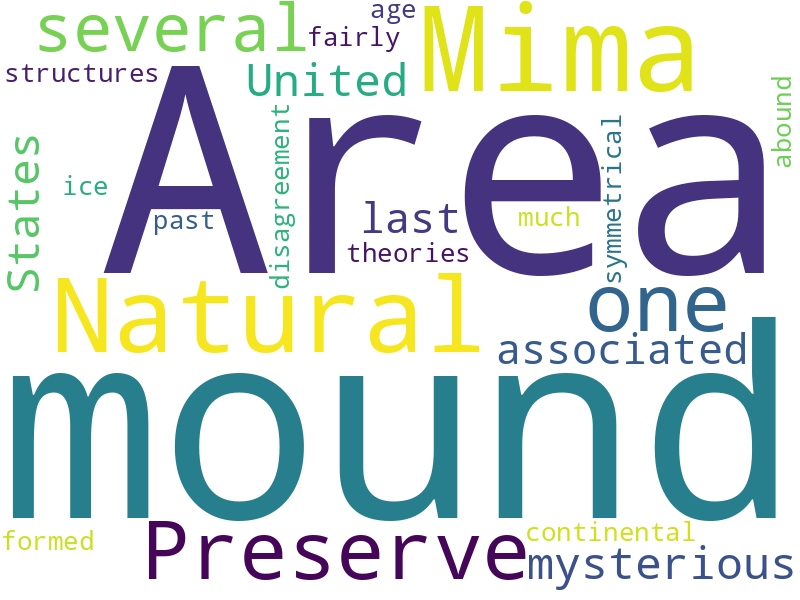 age
several
fairly
Mima
structures
United
Area
abound
States
disagreement
symmetrical
ice
past
last
much
theories
Natural
one
associated
mound
Preserve
formed
continental
mysterious